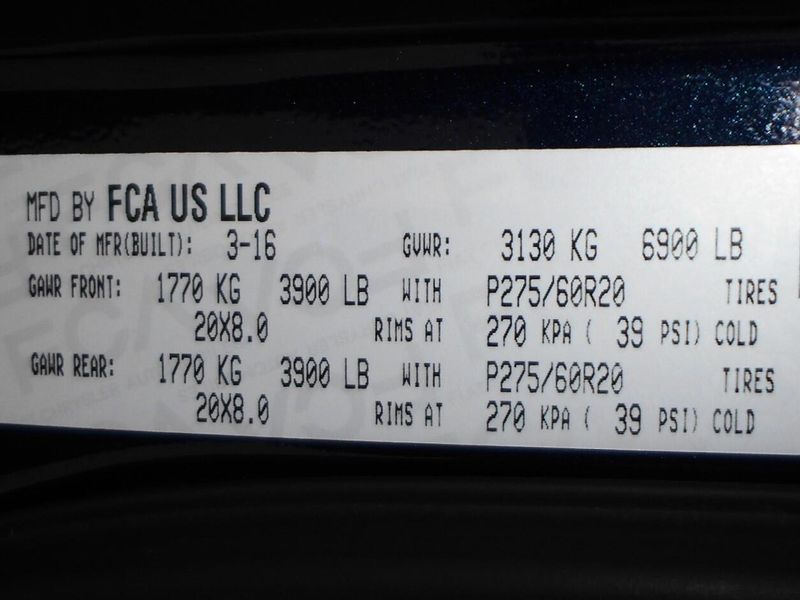 MFD BY FCA US LLC
DATE OF MFR(BUILT): 3-16 GVWR: 3130 KG 6900 LB
GAWR FRONT: 1770 KG 3900 LB WITH P275/60R20 TIRES
20X8.0 RIMS AT 270 KPA ( 39 PSI) COLD
GAWR REAR: 1770 KG 3900 LB WITH P275/60R20 TIRES
20X8.0 RIMS AT 270 KPA ( 39 PSI) COLD